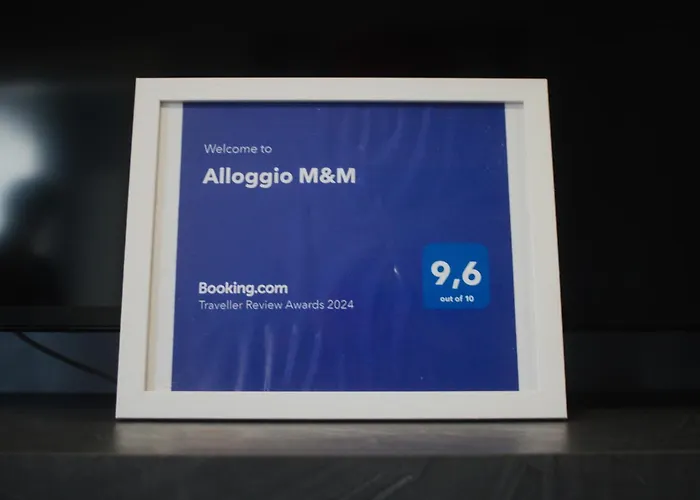 Welcome to
Alloggio M&M
9,6
out of 10
Booking.com
Traveller Review Awards 2024